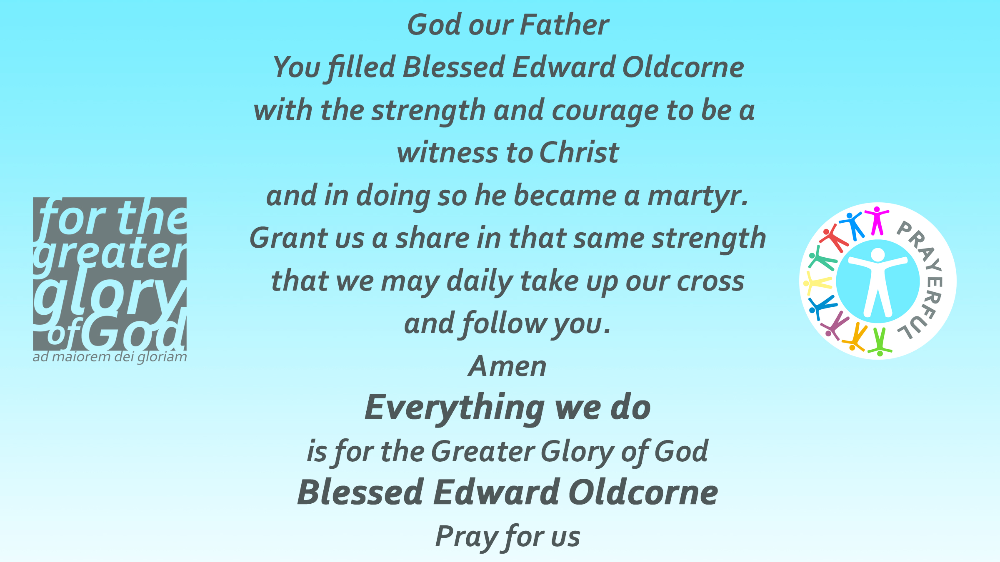 God our Father
You filled Blessed Edward Oldcorne
with the strength and courage to be a
witness to Christ
and in doing so he became a martyr.
Grant us a share in that same strength
that we may daily take up our cross
and follow you.
Amen
Everything we do
is for the Greater Glory of God
Blessed Edward Oldcorne
Pray for us
for the
greater
glory
of God
ad maiorem dei gloriam
PRAYERFUL